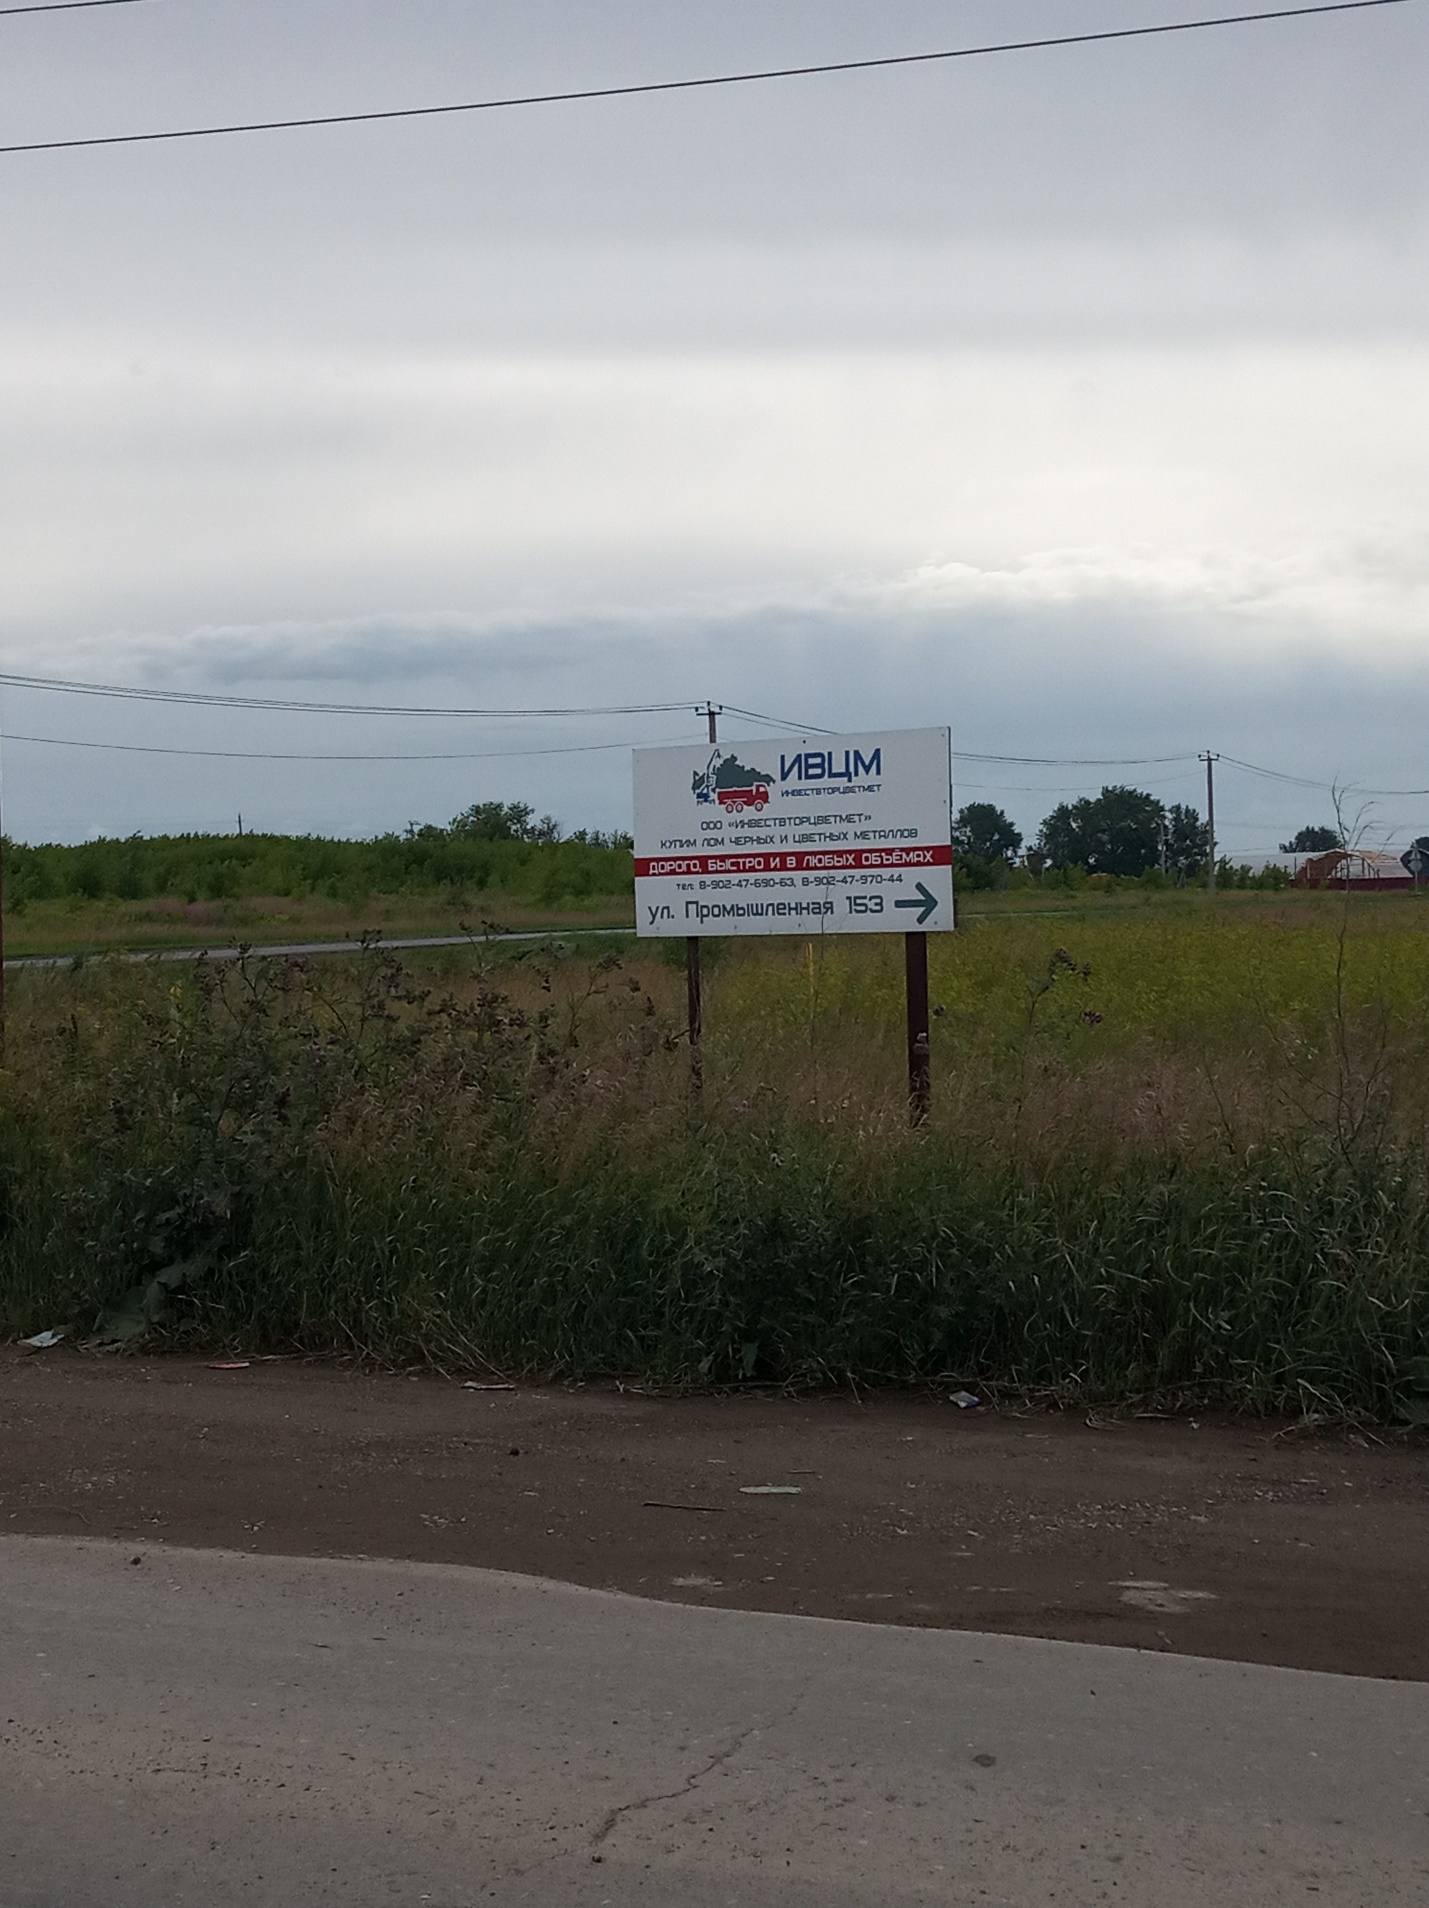 ИВЦМ
ИНВЕСТВТОРЦВЕТМЕТ
ООО «ИНВЕСТВТОРЦВЕТМЕТ»
КУПИМ ЛОМ ЧЕРНЫХ И ЦВЕТНЫХ МЕТАЛЛОВ
ДОРОГО, БЫСТРО И В ЛЮБЫХ ОБЪЁМАХ
тел: 8-902-47-690-63, 8-902-47-970-44
ул. Промышленная 153